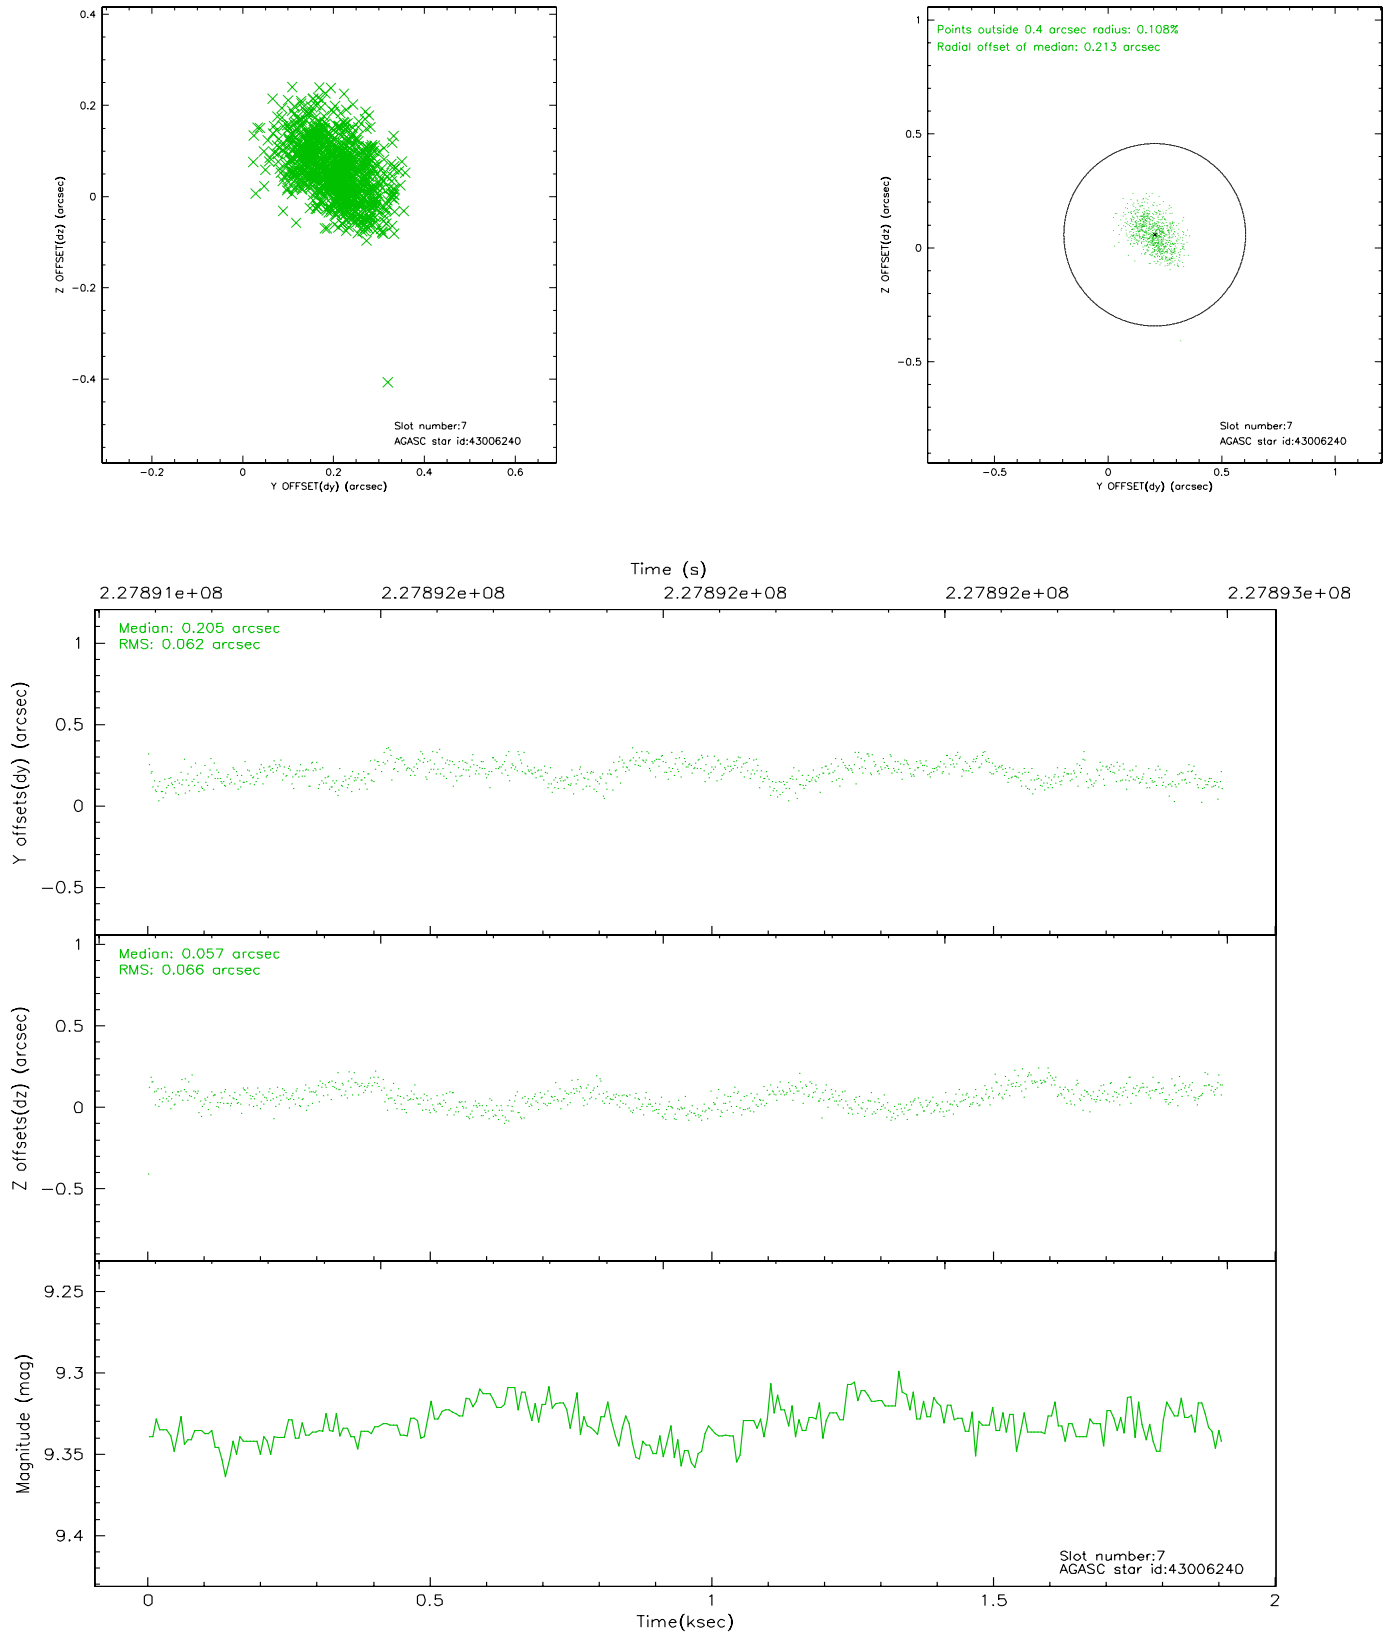 0.4
0.2
0
−0.2
−0.4
Z OFFSET(dz) (arcsec)
Slot number:7
AGASC star id:43006240
−0.2
0
0.2
0.4
0.6
Y OFFSET(dy) (arcsec)
Points outside 0.4 arcsec radius: 0.108%
Radial offset of median: 0.213 arcsec
1
0.5
0
−0.5
Z OFFSET(dz) (arcsec)
Slot number:7
AGASC star id:43006240
−0.5
0
0.5
1
Y OFFSET(dy) (arcsec)
Time (s)
2.27891e+08
2.27892e+08
2.27892e+08
2.27892e+08
2.27893e+08
Median: 0.205 arcsec
RMS: 0.062 arcsec
1
0.5
0
−0.5
Y offsets(dy) (arcsec)
Median: 0.057 arcsec
RMS: 0.066 arcsec
1
0.5
0
−0.5
Z offsets(dz) (arcsec)
9.25
9.3
9.35
9.4
Magnitude (mag)
Slot number:7
AGASC star id:43006240
0
0.5
1
1.5
2
Time(ksec)